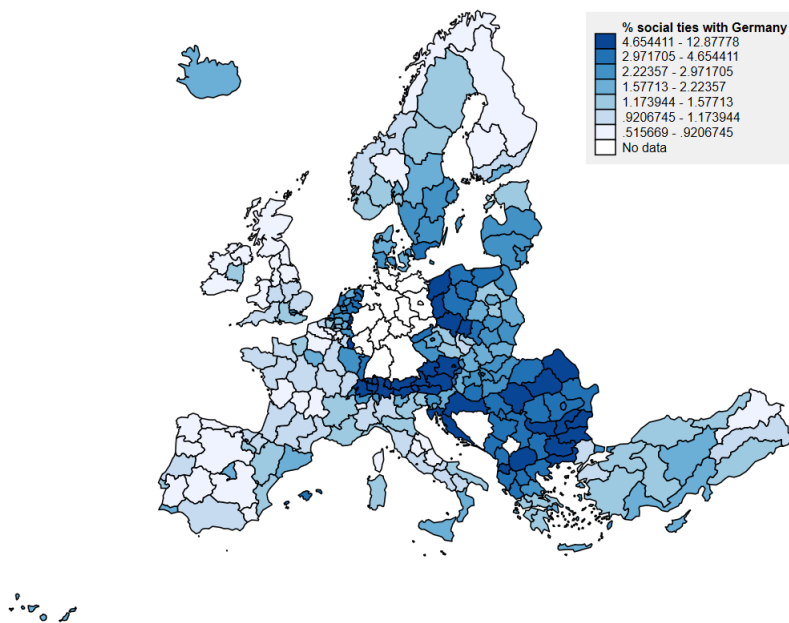 % social ties with Germany
4.654411 - 12.87778
2.971705 - 4.654411
2.22357 - 2.971705
1.57713 - 2.22357
1.173944 - 1.57713
.9206745 - 1.173944
.515669 - .9206745
No data